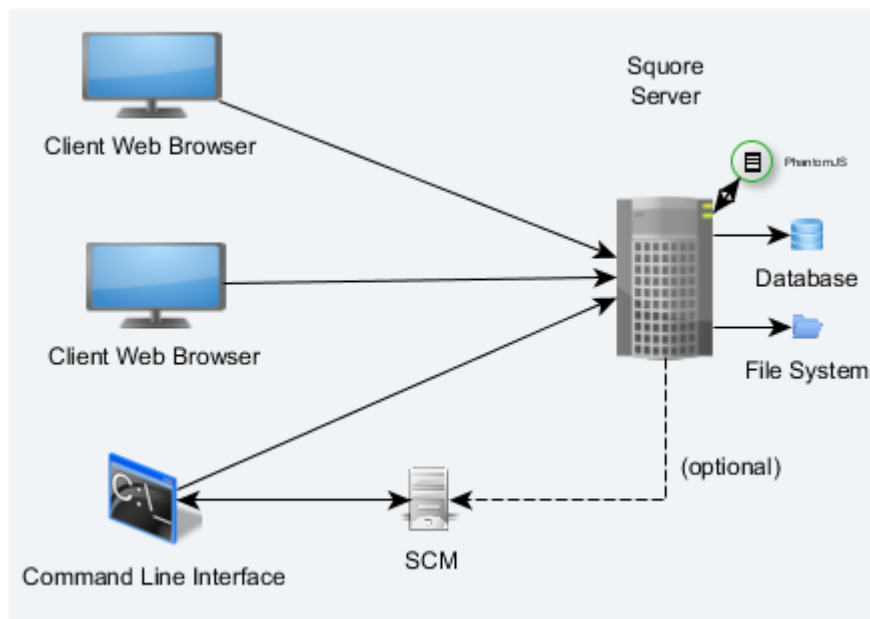 Squore
Server
Client Web Browser
PhantomJS
Database
Client Web Browser
File System
C:\_
(optional)
SCM
Command Line Interface